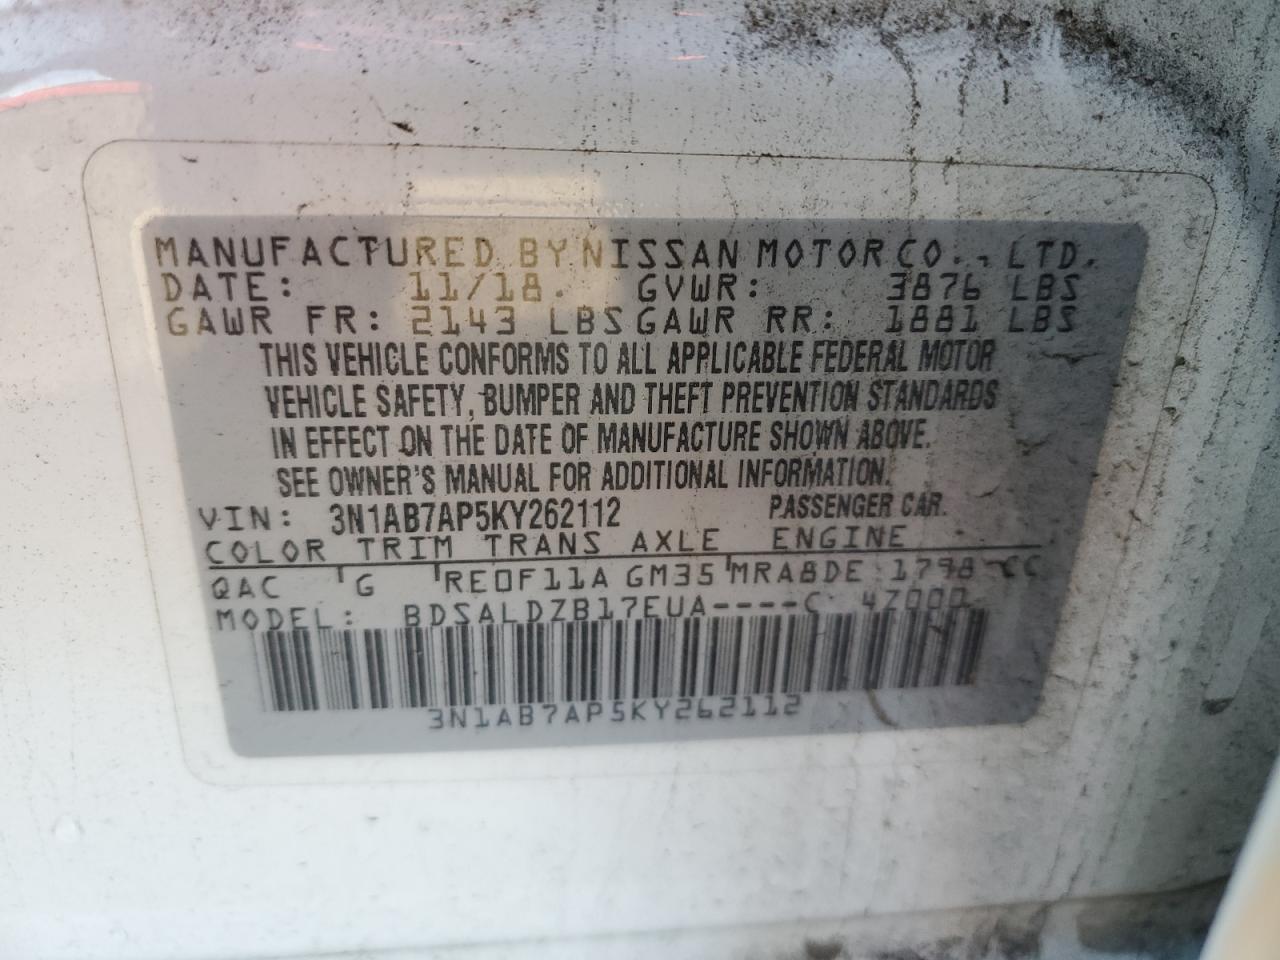 MANUFACTURED BY NISSAN MOTOR CO., LTD.
DATE: 11/18. GVWR: 3876 LBS
GAWR FR: 2143 LBS GAWR RR: 1881 LBS
THIS VEHICLE CONFORMS TO ALL APPLICABLE FEDERAL MOTOR
VEHICLE SAFETY, BUMPER AND THEFT PREVENTION STANDARDS
IN EFFECT ON THE DATE OF MANUFACTURE SHOWN ABOVE.
SEE OWNER'S MANUAL FOR ADDITIONAL INFORMATION.
VIN: 3N1AB7AP5KY262112 PASSENGER CAR.
COLOR TRIM TRANS AXLE ENGINE
QAC G RE0F11A GM35 MRA8DE 1798 CC
MODEL: BDSALDZB17EUA----C 47000
3N1AB7AP5KY262112